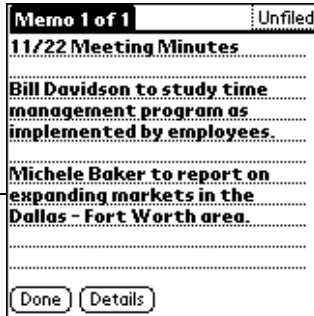 Memo 1 of 1
Unfiled
11/22 Meeting Minutes
Bill Davidson to study time
management program as
implemented by employees.
Michele Baker to report on
expanding markets in the
Dallas - Fort Worth area.
Done
Details